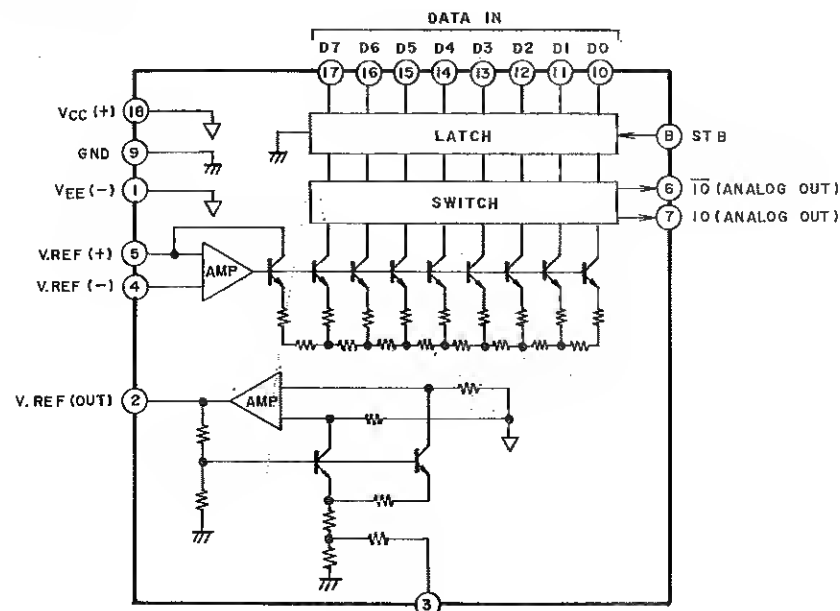 DATA IN
D7 D6 D5 D4 D3 D2 D1 D0
17 16 15 14 13 12 11 10
VCC (+) 18
LATCH
8 STB
GND 9
VEE (-) 1
SWITCH
6 IO (ANALOG OUT)
7 IO (ANALOG OUT)
V.REF (+) 5
AMP
V.REF (-) 4
V.REF (OUT) 2
AMP
3